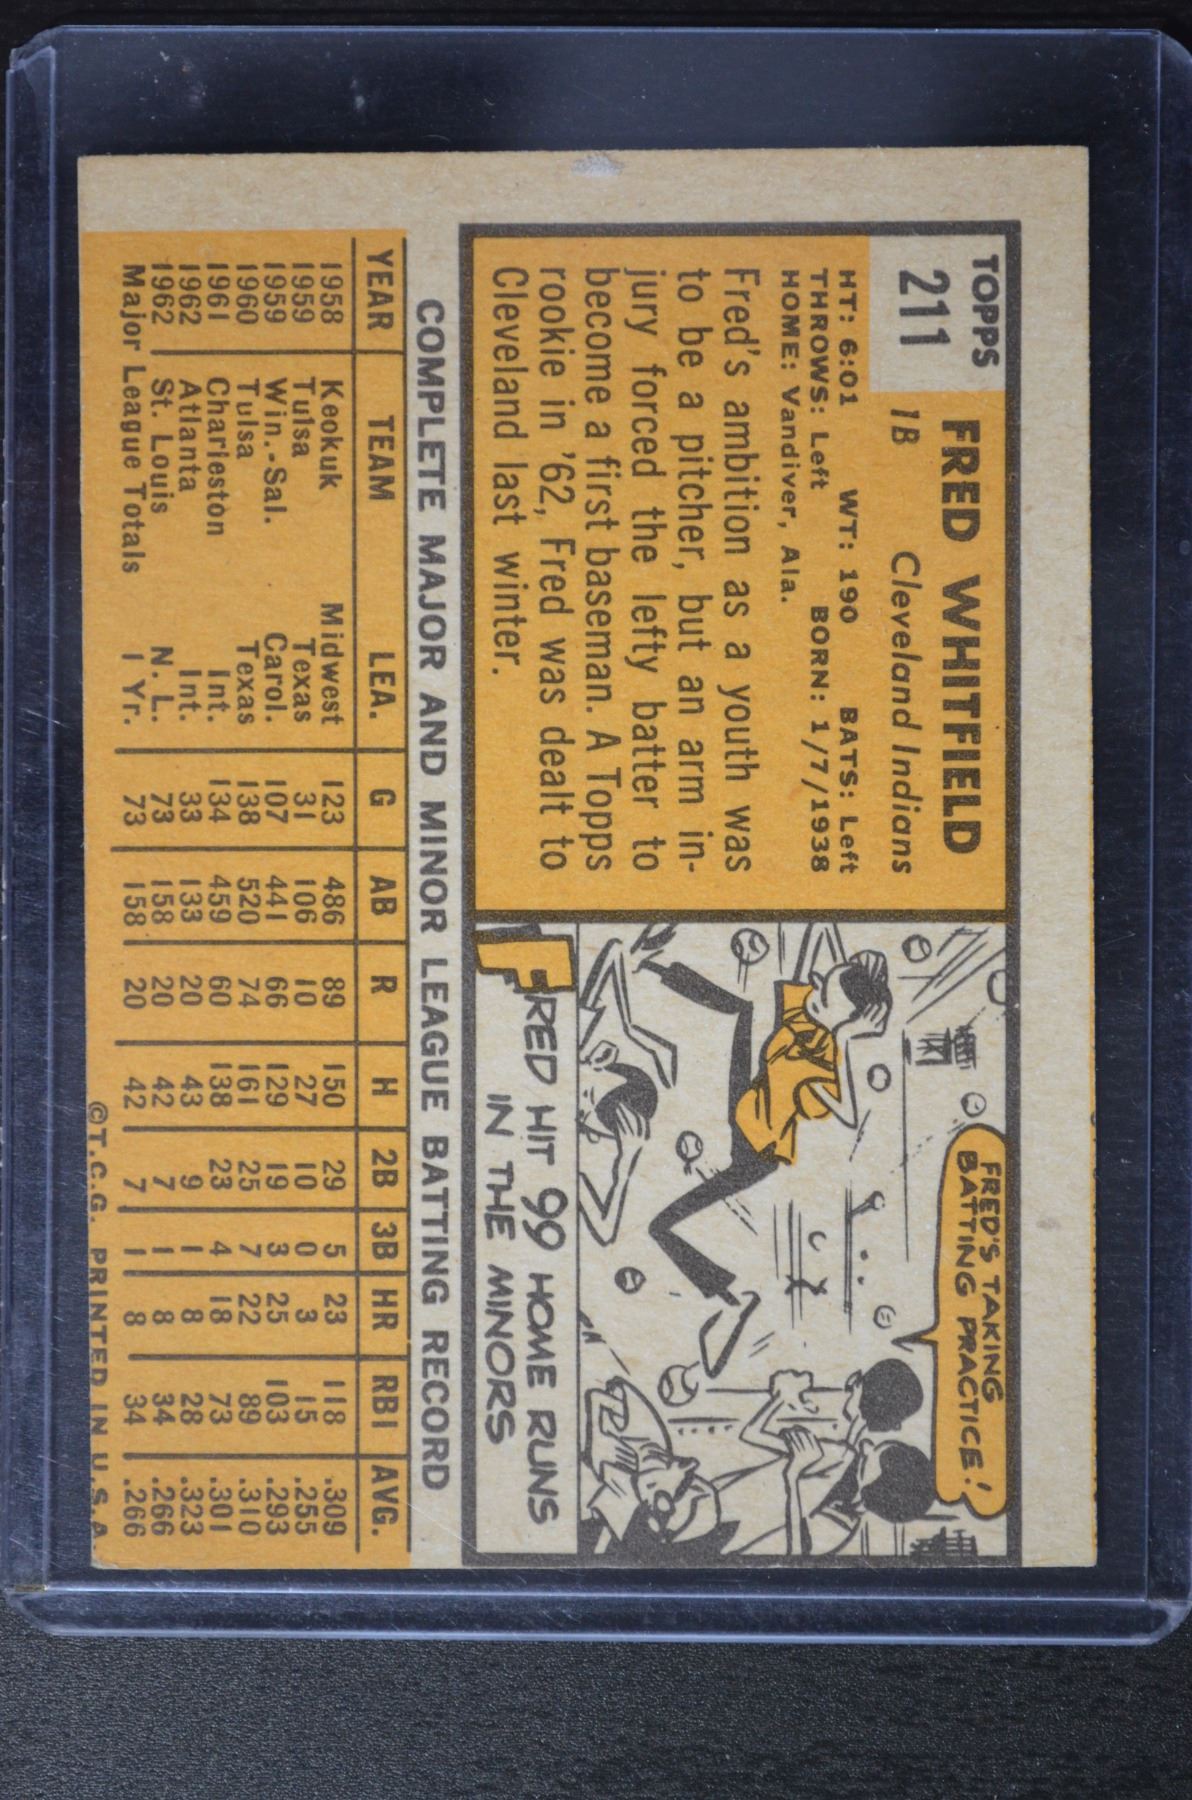 TOPPS
211
FRED WHITFIELD
1B Cleveland Indians
HT: 6:01 WT: 190 BATS: Left
THROWS: Left BORN: 1/7/1938
HOME: Vandiver, Ala.
Fred's ambition as a youth was
to be a pitcher, but an arm in-
jury forced the lefty batter to
become a first baseman. A Topps
rookie in '62, Fred was dealt to
Cleveland last winter.
FRED'S TAKING
BATTING PRACTICE!
FRED HIT 99 HOME RUNS
IN THE MINORS
COMPLETE MAJOR AND MINOR LEAGUE BATTING RECORD
YEAR TEAM LEA. G AB R H 2B 3B HR RBI AVG.
1958 Keokuk Midwest 123 486 89 150 29 5 23 118 .309
1959 Tulsa Texas 31 106 10 27 10 0 3 15 .255
1959 Win.-Sal. Carol. 107 441 66 129 19 3 25 103 .293
1960 Tulsa Texas 138 520 74 161 25 7 22 89 .310
1961 Charleston Int. 134 459 60 138 23 4 18 73 .301
1962 Atlanta Int. 33 133 20 43 9 1 8 28 .323
1962 St. Louis N. L. 73 158 20 42 7 1 8 34 .266
Major League Totals 1 Yr. 73 158 20 42 7 1 8 34 .266
©T.C.G. PRINTED IN U.S.A.